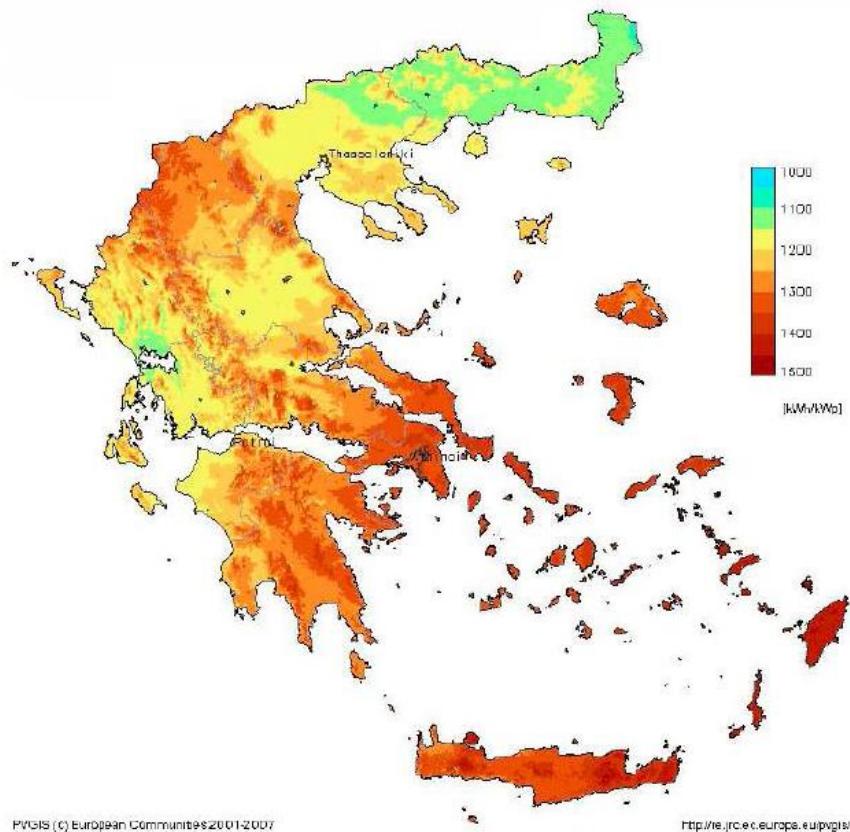 Thessaloniki
1000
1100
1200
1300
1400
1500
[kWh/kWp]
PVGIS (c) European Communities 2001-2007
http://re.jrc.ec.europa.eu/pvgis/